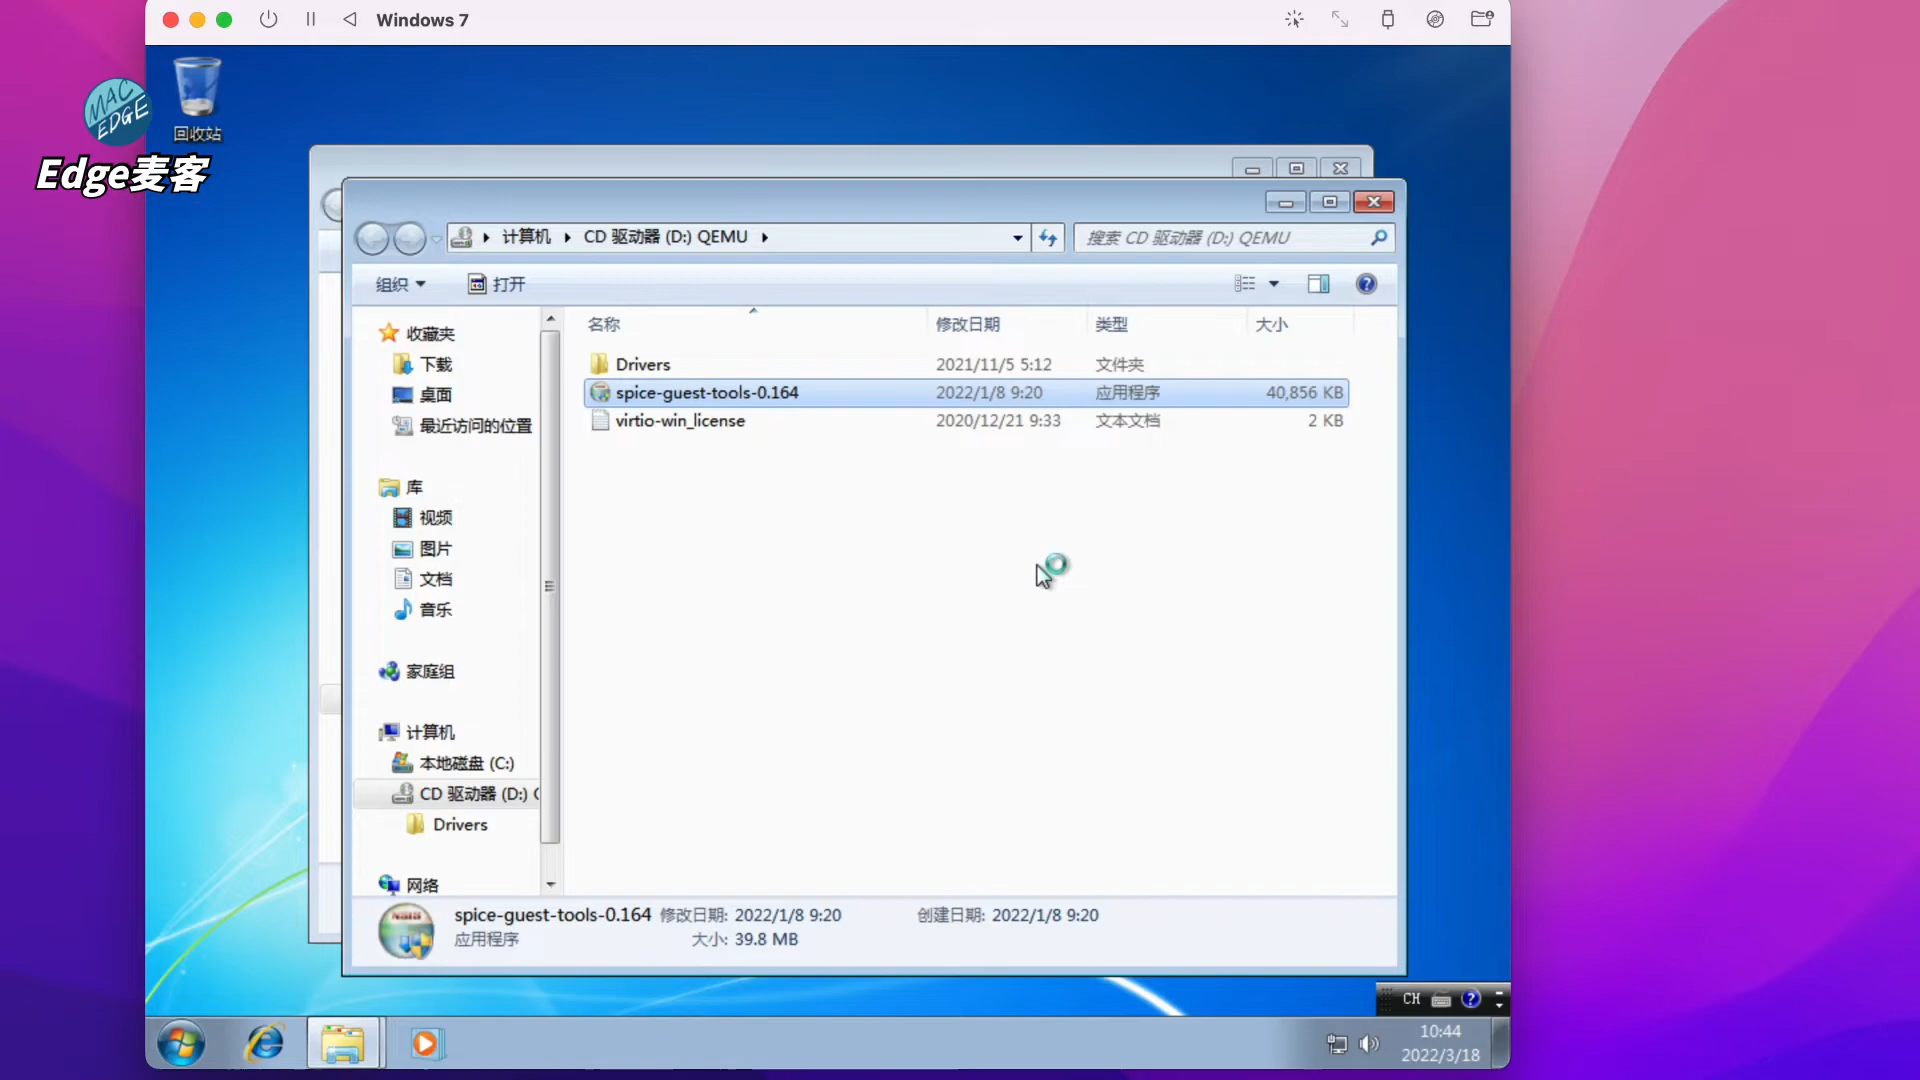 Windows 7
MAC
EDGE
回收站
Edge麦客
计算机
CD 驱动器 (D:) QEMU
搜索 CD 驱动器 (D:) QEMU
组织
打开
名称
修改日期
类型
大小
收藏夹
下载
桌面
最近访问的位置
库
视频
图片
文档
音乐
家庭组
计算机
本地磁盘 (C:)
CD 驱动器 (D:)
Drivers
网络
Drivers 2021/11/5 5:12 文件夹
spice-guest-tools-0.164 2022/1/8 9:20 应用程序 40,856 KB
virtio-win_license 2020/12/21 9:33 文本文档 2 KB
spice-guest-tools-0.164 修改日期: 2022/1/8 9:20 创建日期: 2022/1/8 9:20
应用程序 大小: 39.8 MB
CH
10:44
2022/3/18